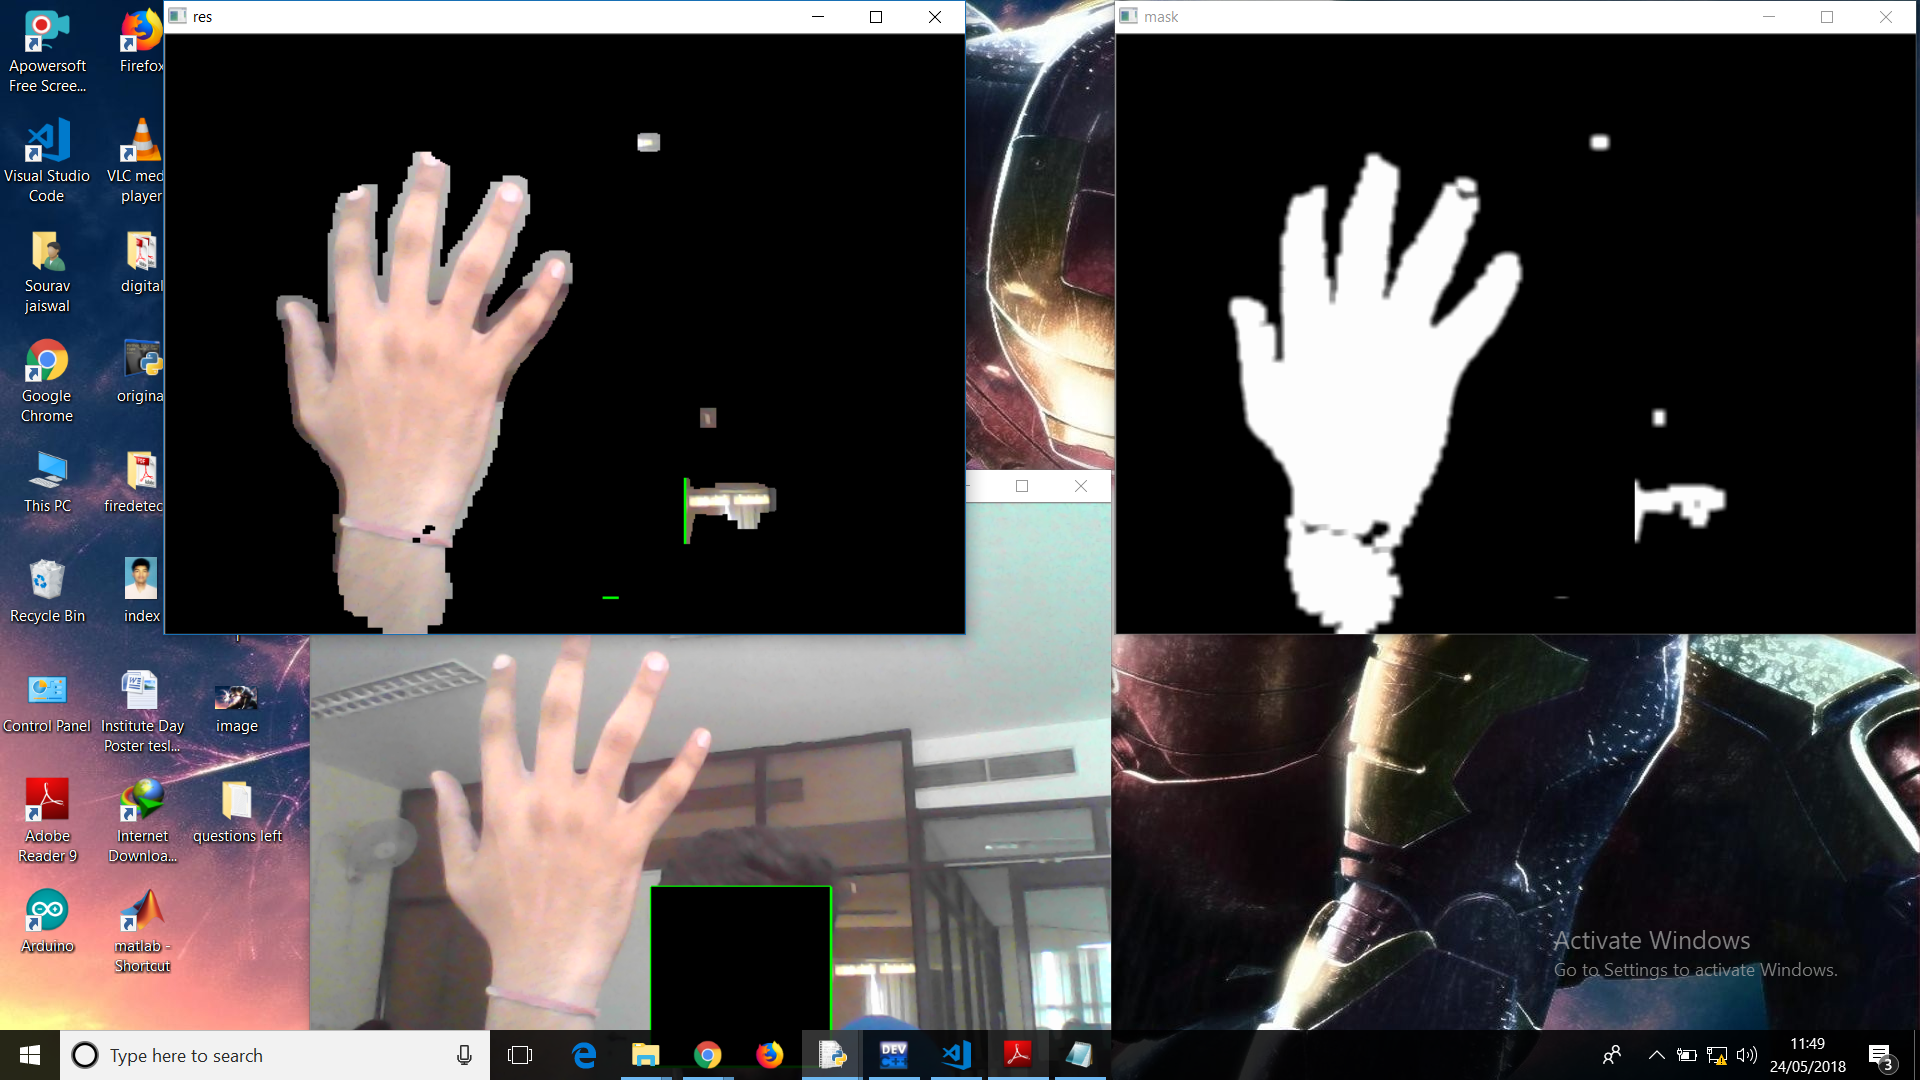 res
mask
Apowersoft
Free Scree...
Firefox
Visual Studio
Code
VLC med
player
Sourav
jaiswal
digital
Google
Chrome
origina
This PC
firedetec
Recycle Bin
index
Control Panel
Institute Day
Poster tesl...
image
Adobe
Reader 9
Internet
Downloa...
questions left
Arduino
matlab -
Shortcut
Activate Windows
Go to Settings to activate Windows.
Type here to search
DEV
11:49
24/05/2018
3